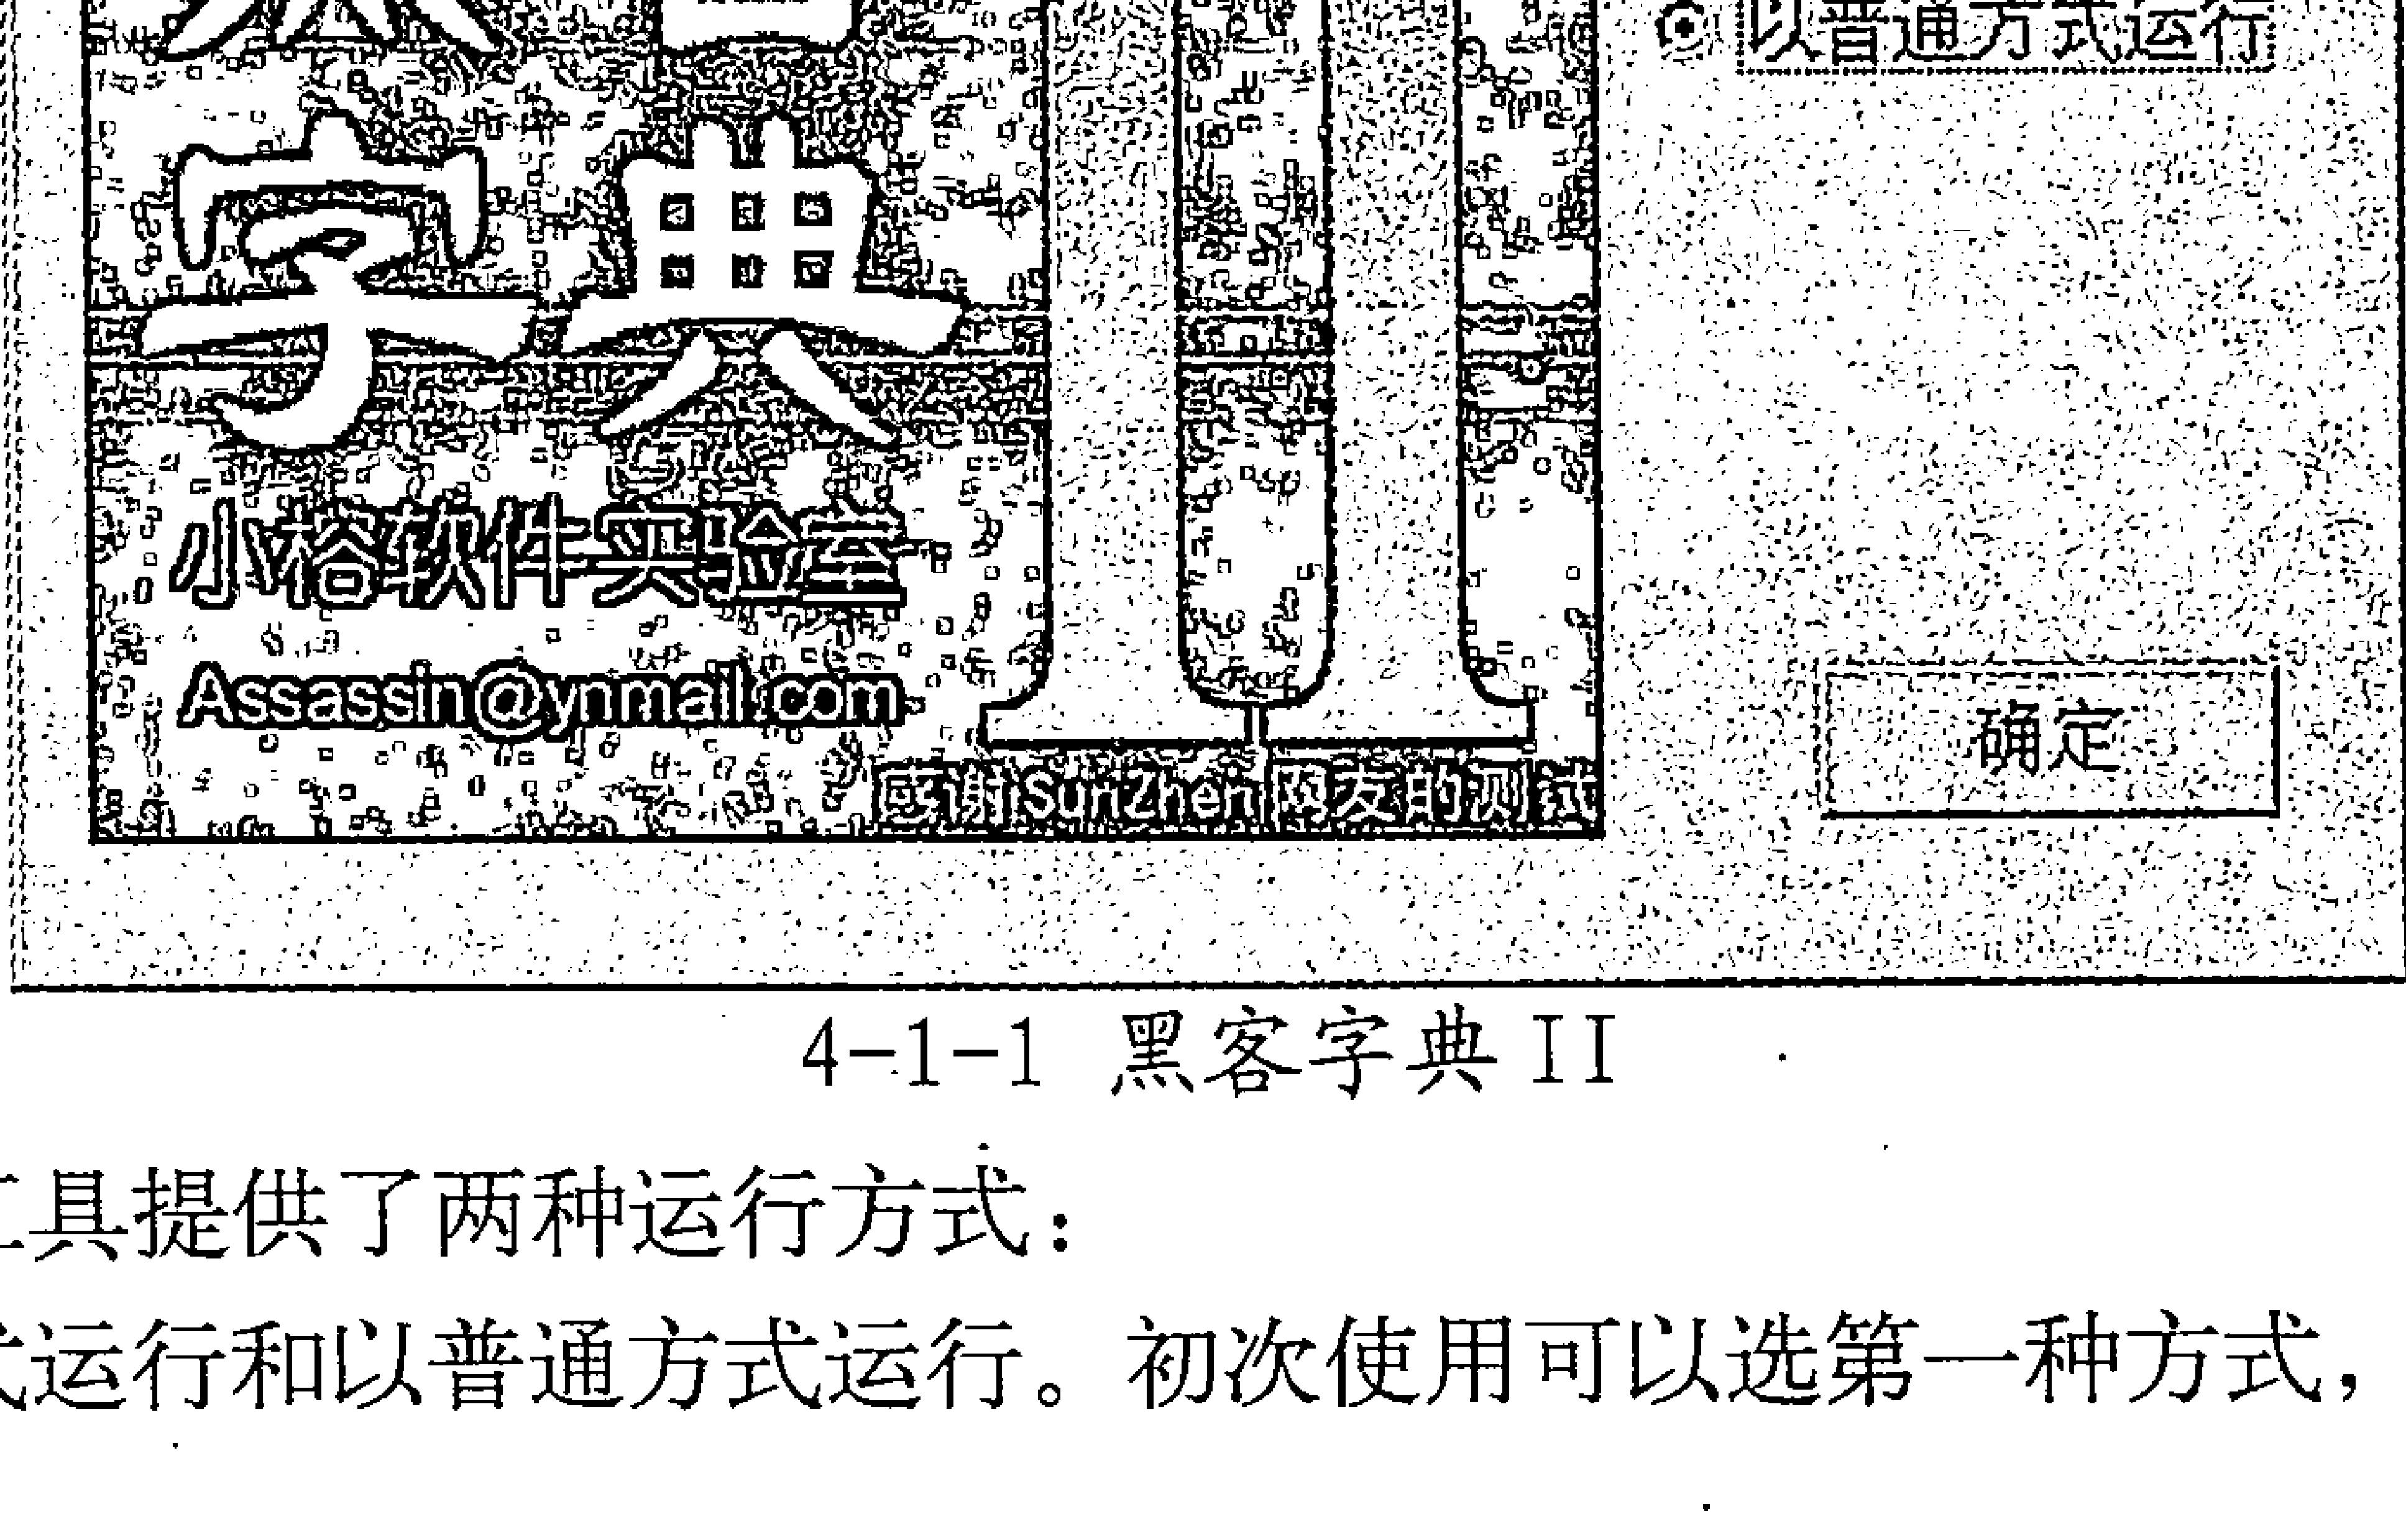 以普通方式运行
字典 II
小榕软件实验室
Assassin@ynmail.com
感谢SunZhen网友的测试
确定
4-1-1 黑客字典II
具提供了两种运行方式：
运行和以普通方式运行。初次使用可以选第一种方式，